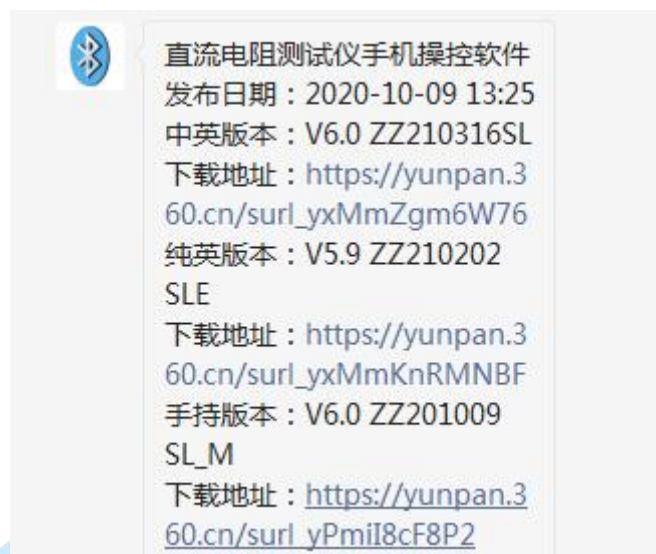 直流电阻测试仪手机操控软件
发布日期：2020-10-09 13:25
中英版本：V6.0 ZZ210316SL
下载地址：https://yunpan.3
60.cn/surl_yxMmZgm6W76
纯英版本：V5.9 ZZ210202
SLE
下载地址：https://yunpan.3
60.cn/surl_yxMmKnRMNBF
手持版本：V6.0 ZZ201009
SL_M
下载地址：https://yunpan.3
60.cn/surl_yPmiI8cF8P2